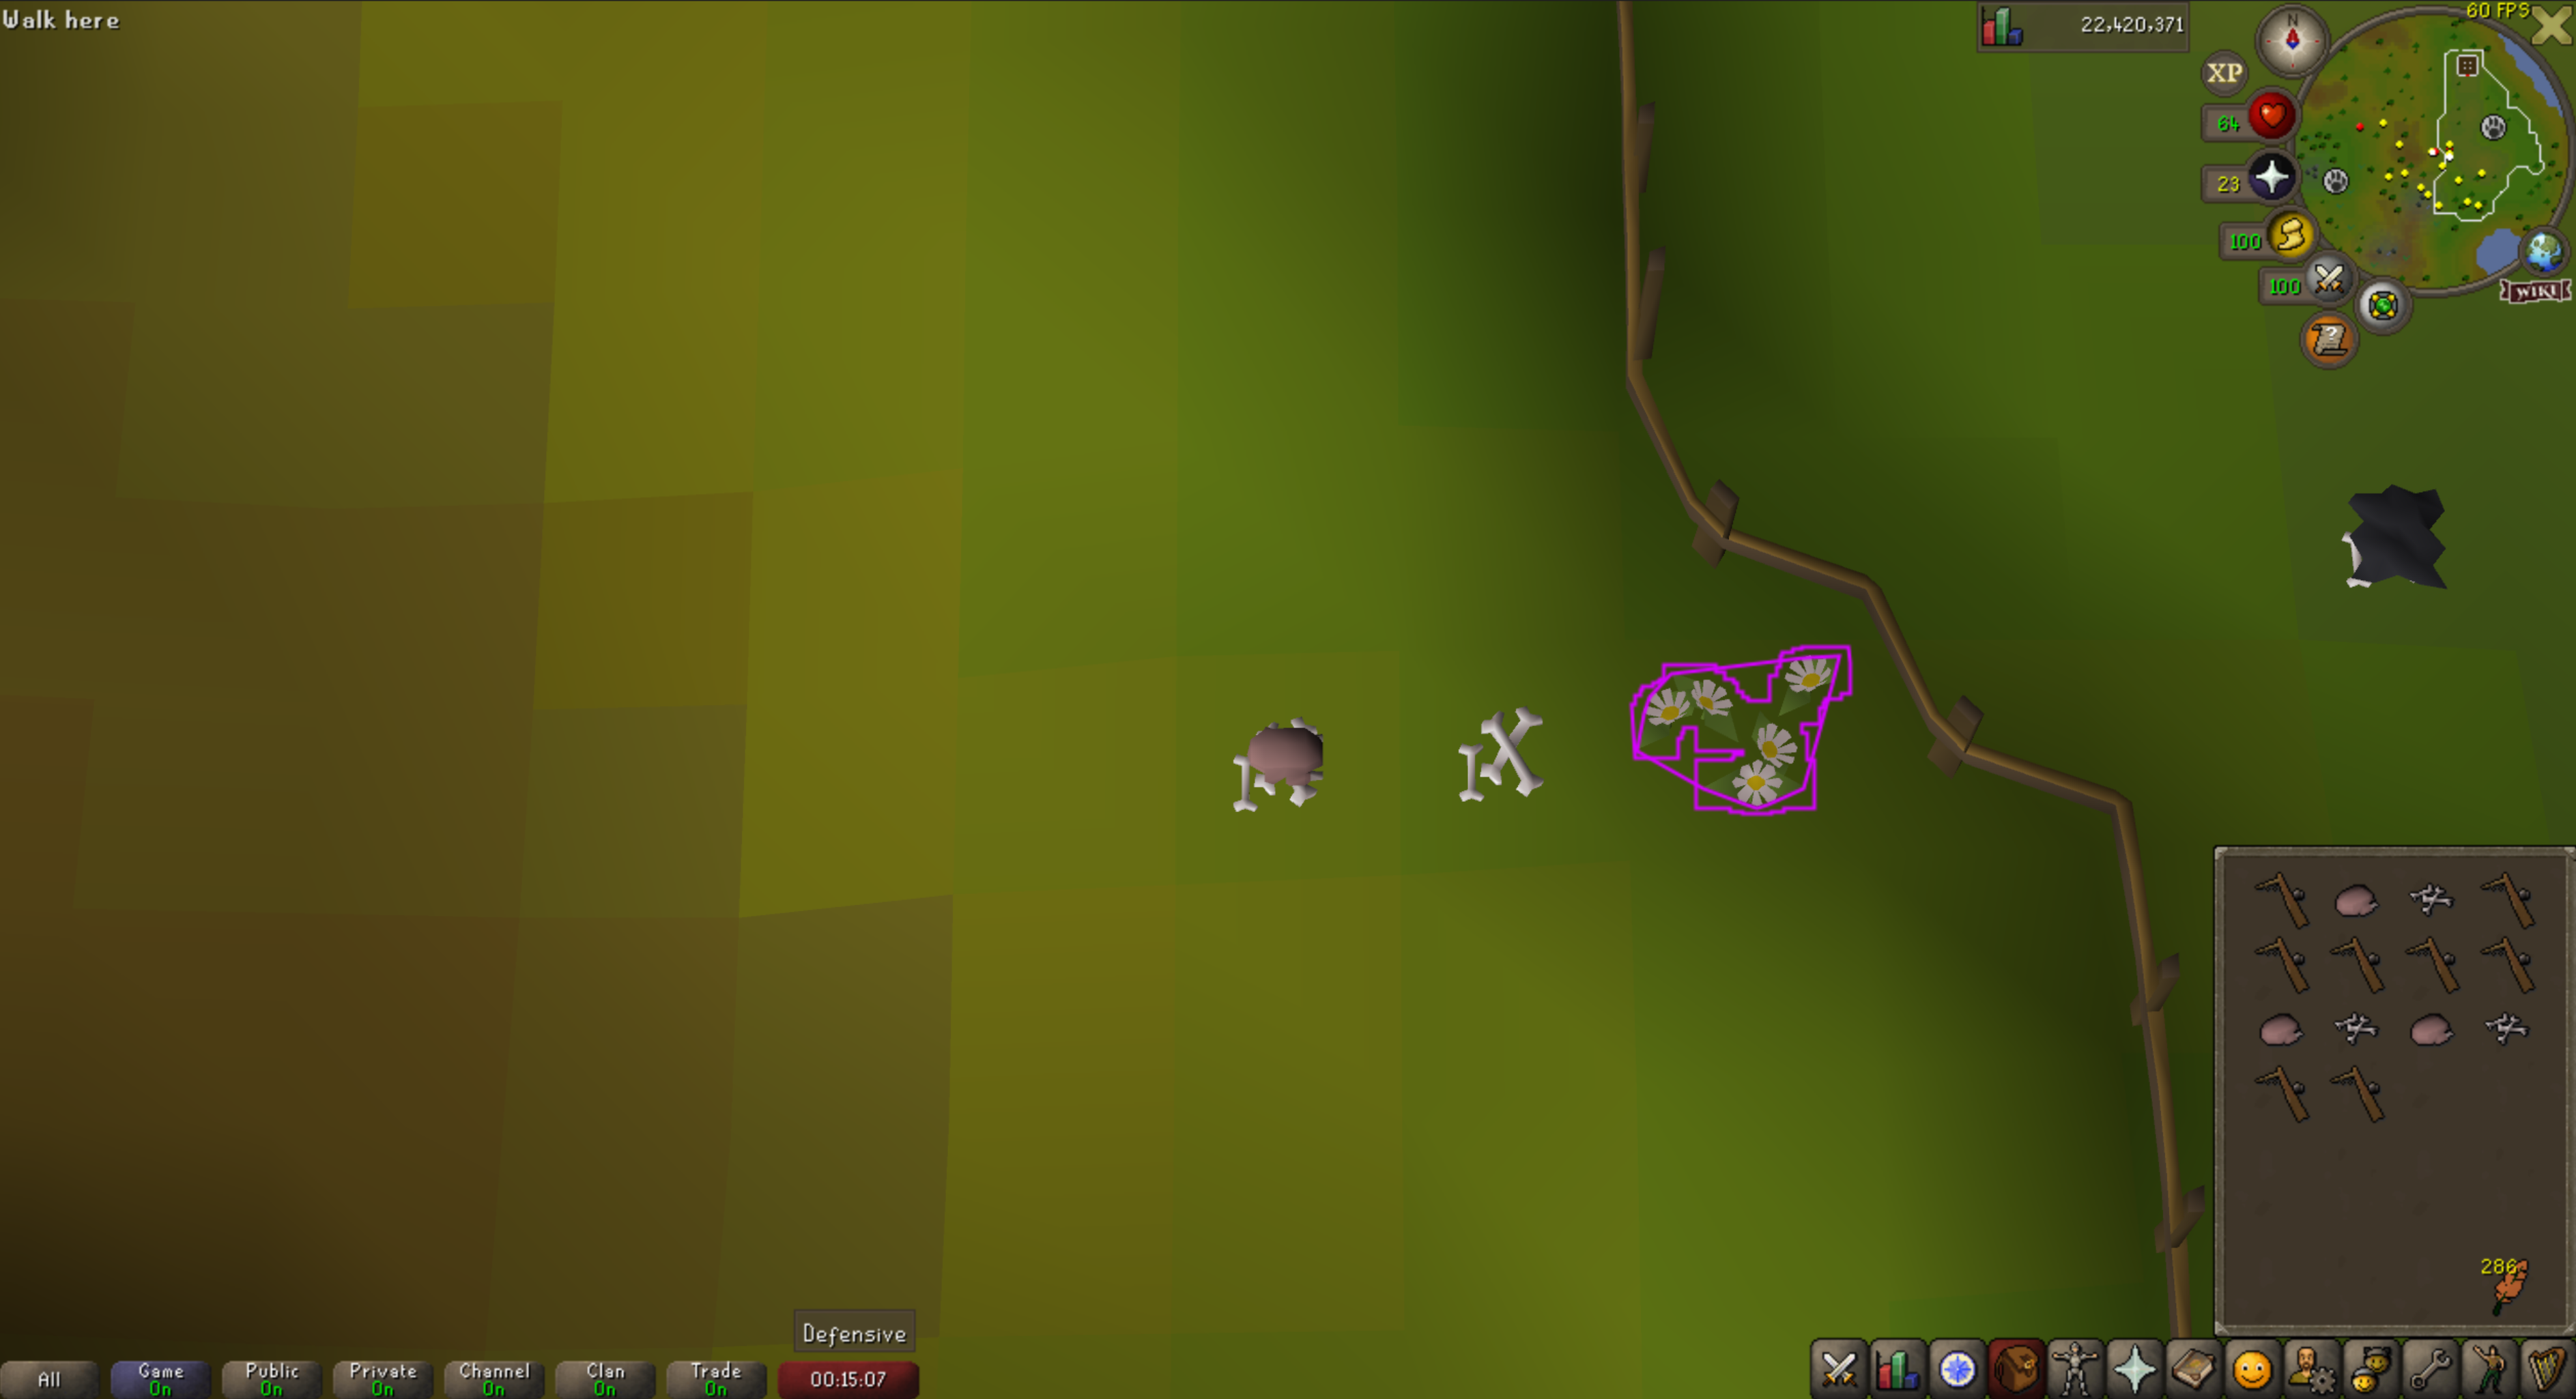 Walk here
22,420,371
60 FPS
N
XP
64
23
100
100
WIKI
286
Defensive
All
Game
On
Public
On
Private
On
Channel
On
Clan
On
Trade
On
00:15:07